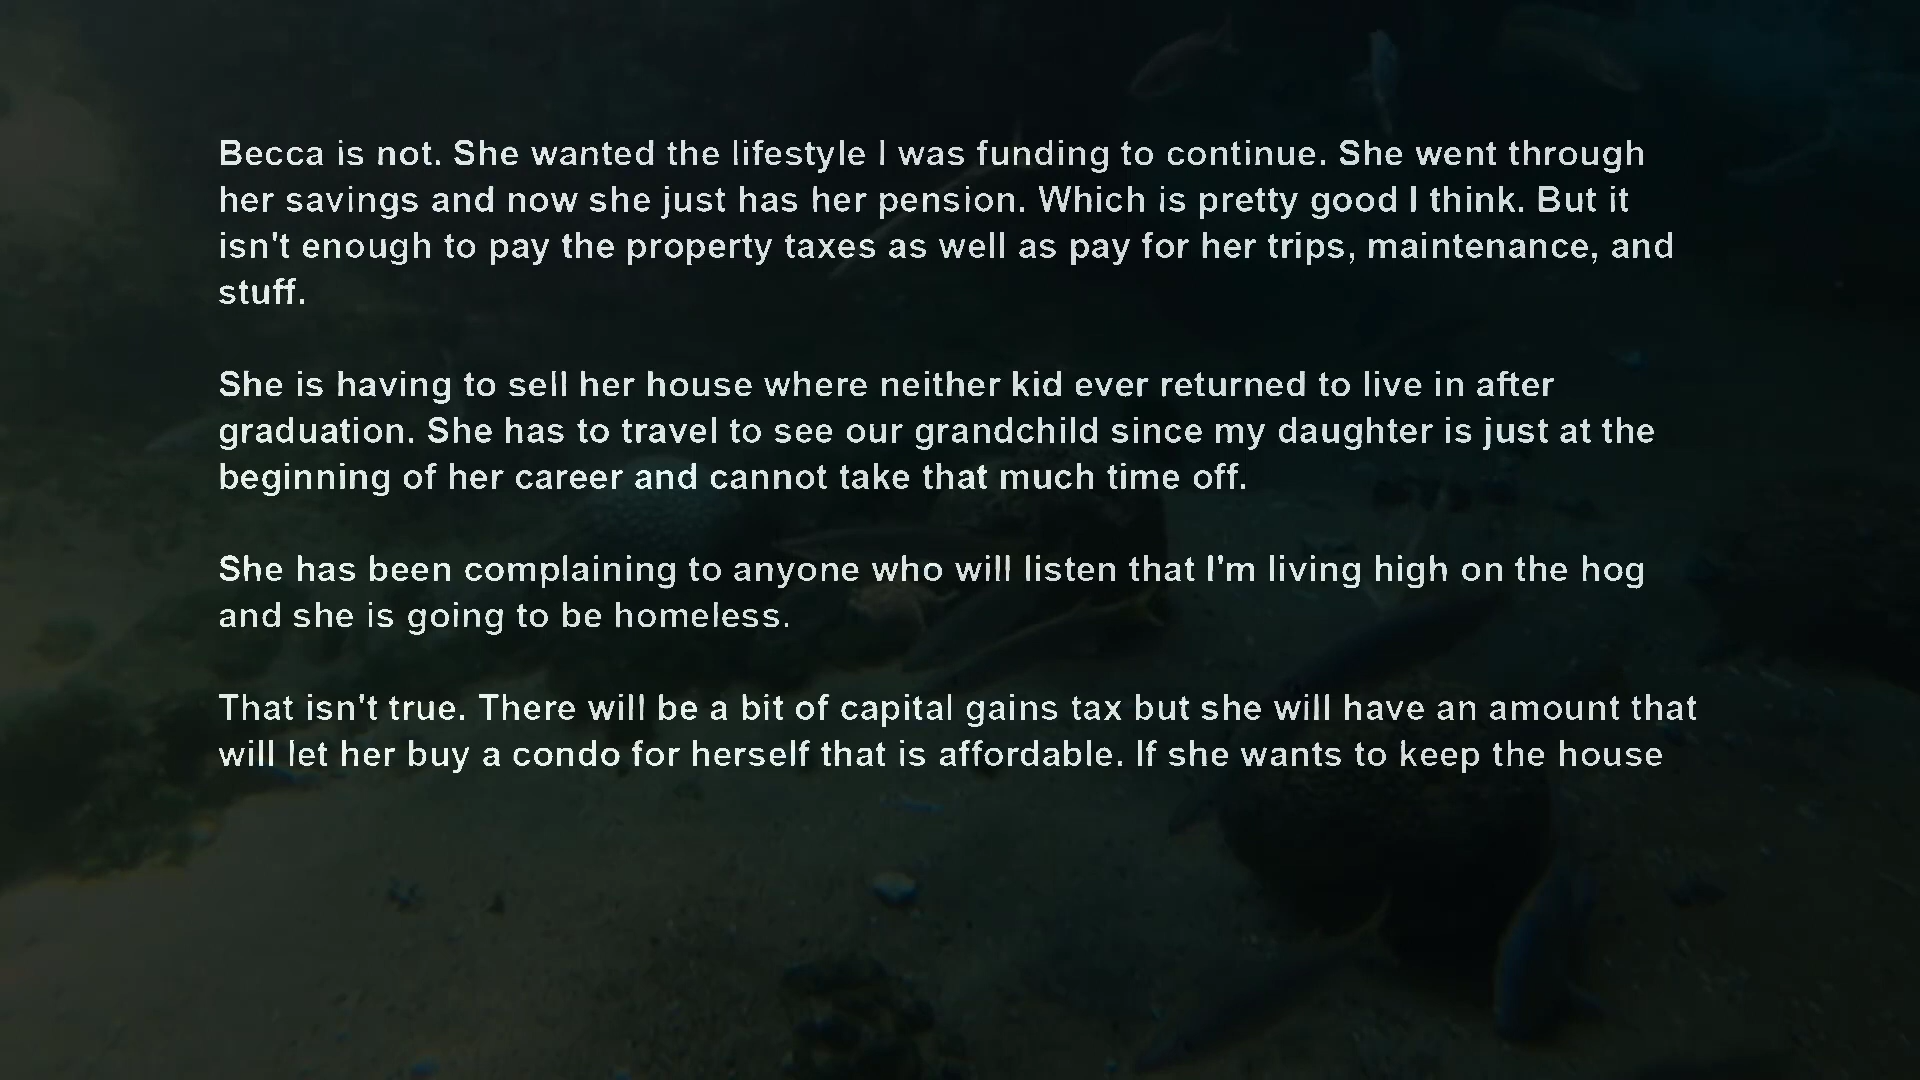 Becca is not. She wanted the lifestyle I was funding to continue. She went through
her savings and now she just has her pension. Which is pretty good I think. But it
isn't enough to pay the property taxes as well as pay for her trips, maintenance, and
stuff.
She is having to sell her house where neither kid ever returned to live in after
graduation. She has to travel to see our grandchild since my daughter is just at the
beginning of her career and cannot take that much time off.
She has been complaining to anyone who will listen that I'm living high on the hog
and she is going to be homeless.
That isn't true. There will be a bit of capital gains tax but she will have an amount that
will let her buy a condo for herself that is affordable. If she wants to keep the house